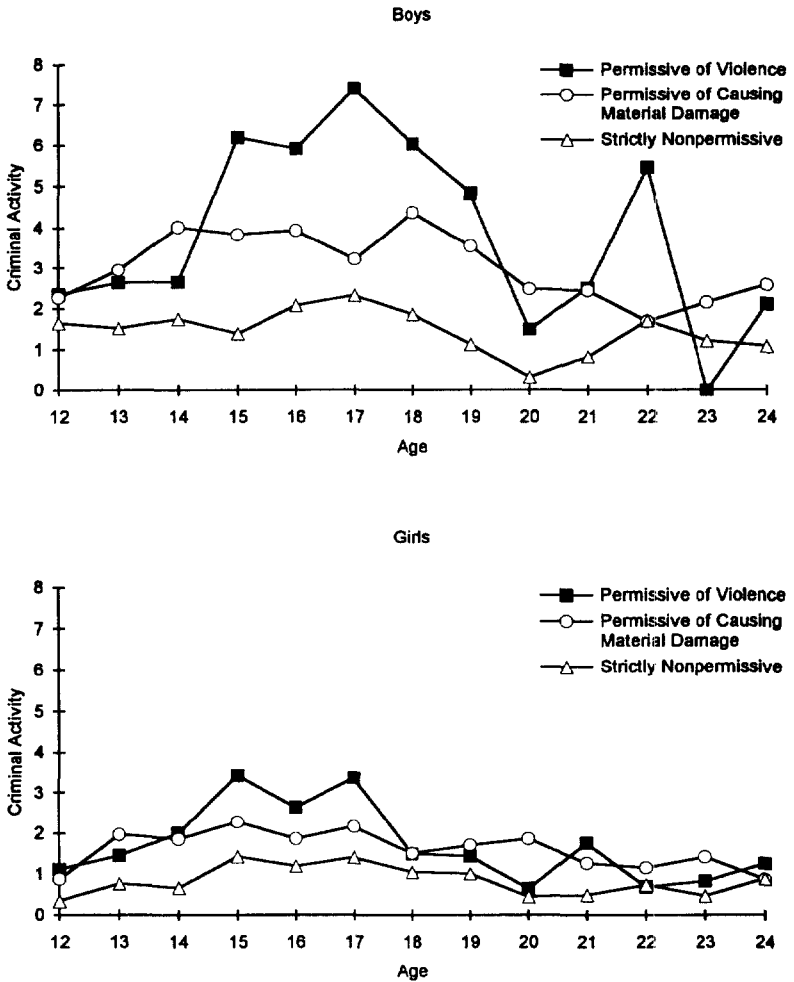 Boys
8
7
6
5
4
3
2
1
0
Criminal Activity
Permissive of Violence
Permissive of Causing
Material Damage
Strictly Nonpermissive
12 13 14 15 16 17 18 19 20 21 22 23 24
Age
Girls
8
7
6
5
4
3
2
1
0
Criminal Activity
Permissive of Violence
Permissive of Causing
Material Damage
Strictly Nonpermissive
12 13 14 15 16 17 18 19 20 21 22 23 24
Age